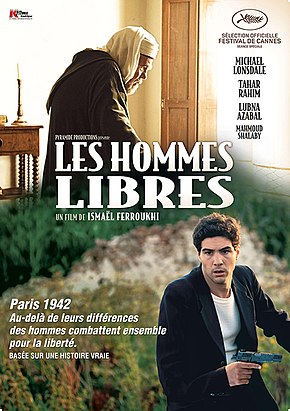 SÉLECTION OFFICIELLE
FESTIVAL DE CANNES
SÉANCE SPÉCIALE
MICHAEL
LONSDALE
TAHAR
RAHIM
LUBNA
AZABAL
MAHMOUD
SHALABY
PYRAMIDE PRODUCTIONS présente
LES HOMMES
LIBRES
UN FILM DE ISMAËL FERROUKHI
Paris 1942
Au-delà de leurs différences
des hommes combattent ensemble
pour la liberté.
BASÉE SUR UNE HISTOIRE VRAIE